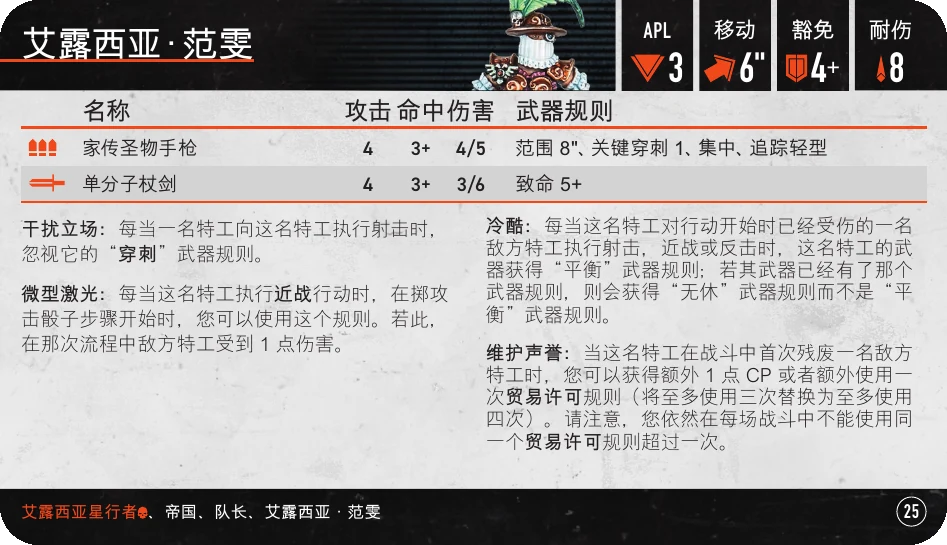 艾露西亚·范雯
APL
3
移动
6"
豁免
4+
耐伤
8
名称 攻击 命中 伤害 武器规则
家传圣物手枪 4 3+ 4/5 范围 8"、关键穿刺 1、集中、追踪轻型
单分子杖剑 4 3+ 3/6 致命 5+
干扰立场：每当一名特工向这名特工执行射击时，
忽视它的“穿刺”武器规则。
微型激光：每当这名特工执行近战行动时，在掷攻
击骰子步骤开始时，您可以使用这个规则。若此，
在那次流程中敌方特工受到 1 点伤害。
冷酷：每当这名特工对行动开始时已经受伤的一名
敌方特工执行射击，近战或反击时，这名特工的武
器获得“平衡”武器规则；若其武器已经有了那个
武器规则，则会获得“无休”武器规则而不是“平
衡”武器规则。
维护声誉：当这名特工在战斗中首次残废一名敌方
特工时，您可以获得额外 1 点 CP 或者额外使用一
次贸易许可规则（将至多使用三次替换为至多使用
四次）。请注意，您依然在每场战斗中不能使用同
一个贸易许可规则超过一次。
艾露西亚星行者、帝国、队长、艾露西亚·范雯
25